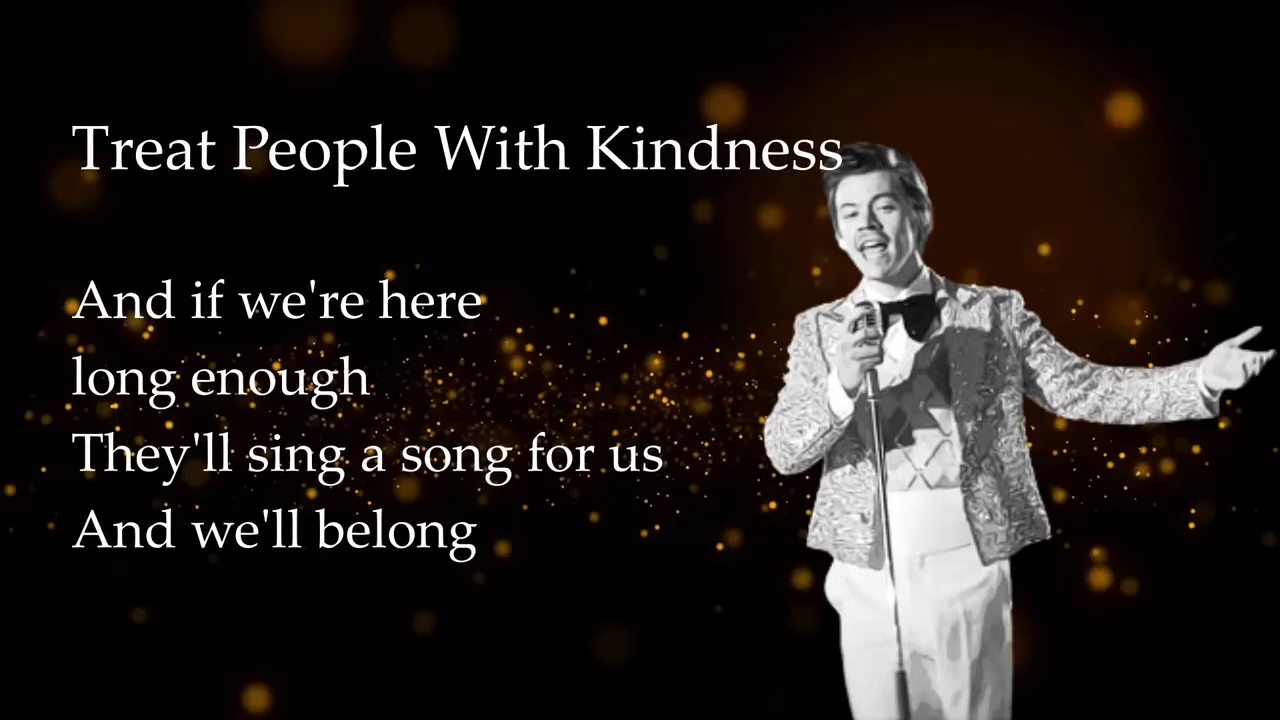 Treat People With Kindness
And if we're here
long enough
They'll sing a song for us
And we'll belong